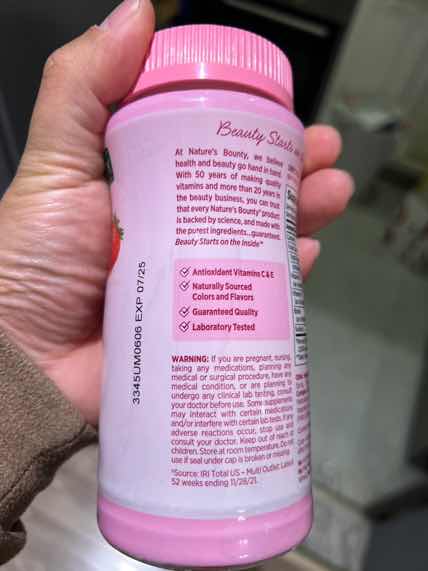 Beauty Starts on
At Nature's Bounty, we believe
health and beauty go hand in hand.
With 50 years of making quality
vitamins and more than 20 years in
the beauty business, you can trust
that every Nature's Bounty® product
is backed by science, and made with
the purest ingredients...guaranteed.
Beauty Starts on the Inside™
Antioxidant Vitamins C & E
Naturally Sourced
Colors and Flavors
Guaranteed Quality
Laboratory Tested
3345UM0606 EXP 07/25
WARNING: If you are pregnant, nursing,
taking any medications, planning any
medical or surgical procedure, have any
medical condition, or are planning to
undergo any clinical lab testing, consult
your doctor before use. Some supplements
may interact with certain medications
and/or interfere with certain lab tests. If any
adverse reactions occur, stop use and
consult your doctor. Keep out of reach of
children. Store at room temperature. Do not
use if seal under cap is broken or missing.
Source: IRI Total US – Multi Outlet; Latest
52 weeks ending 11/28/21.